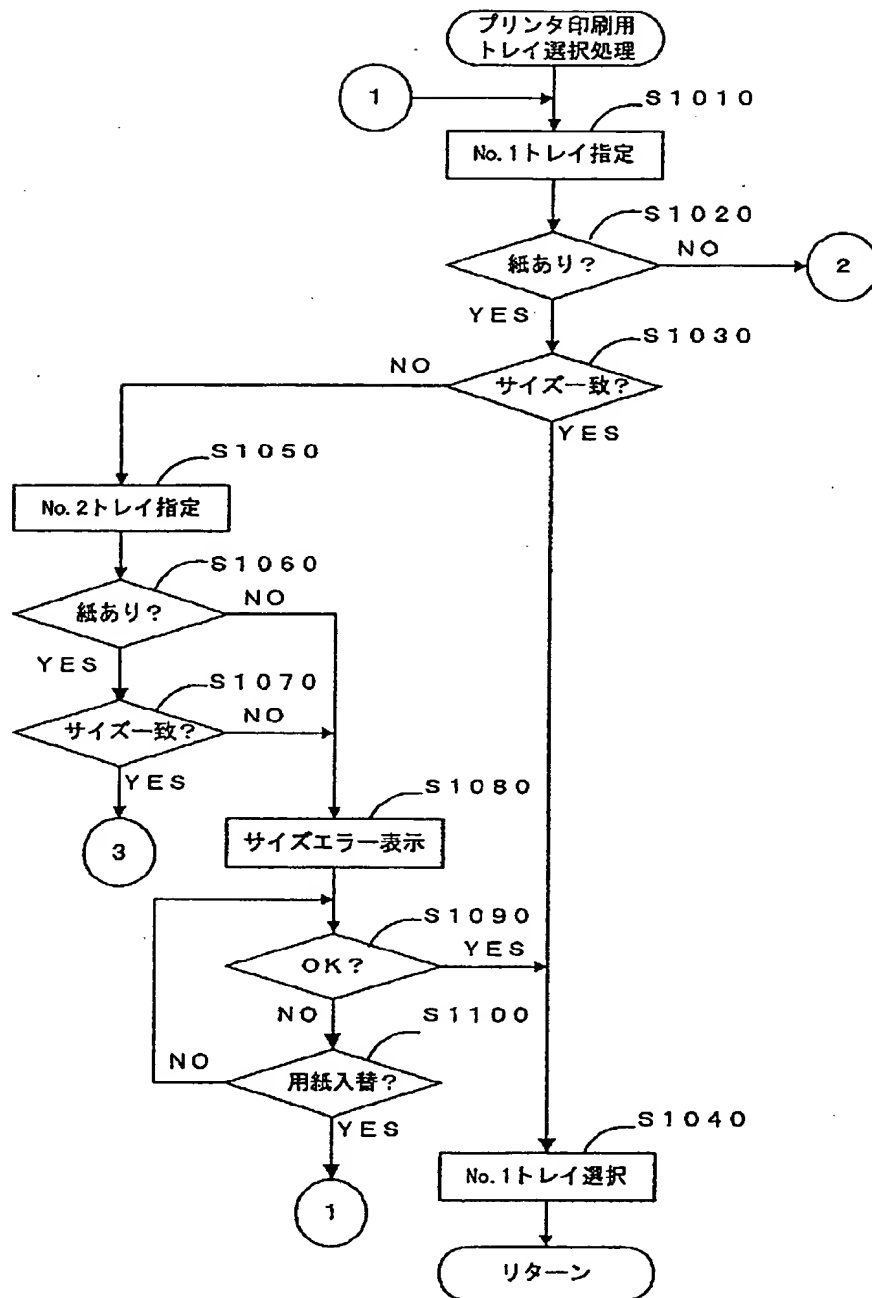 プリンタ印刷用
トレイ選択処理
1
S1010
No.1トレイ指定
S1020
紙あり?
NO
2
YES
S1030
NO
サイズ一致?
YES
S1050
No.2トレイ指定
S1060
紙あり?
NO
YES
S1070
サイズ一致?
NO
YES
3
S1080
サイズエラー表示
S1090
OK?
YES
NO
S1100
NO
用紙入替?
YES
1
S1040
No.1トレイ選択
リターン